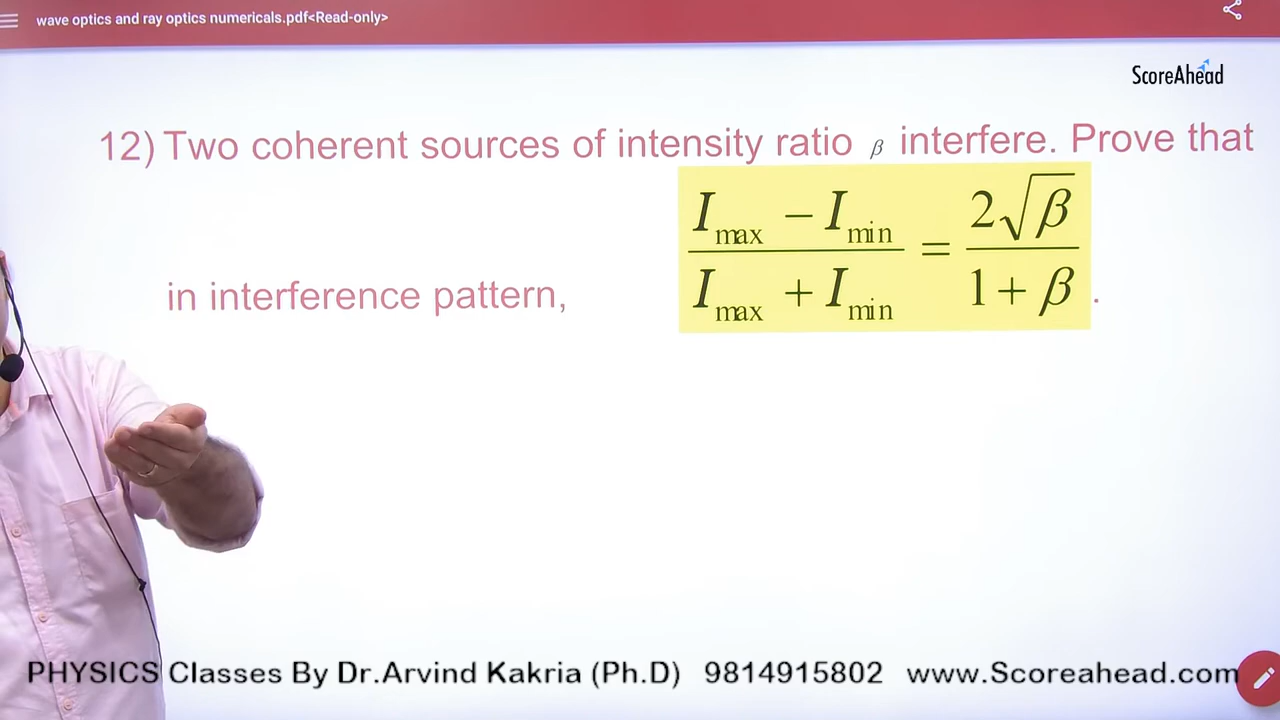 wave optics and ray optics numericals.pdf<Read-only>
ScoreAhead
12) Two coherent sources of intensity ratio β interfere. Prove that
in interference pattern, (I_max − I_min)/(I_max + I_min) = 2√β/(1 + β).
PHYSICS Classes By Dr.Arvind Kakria (Ph.D) 9814915802 www.Scoreahead.com